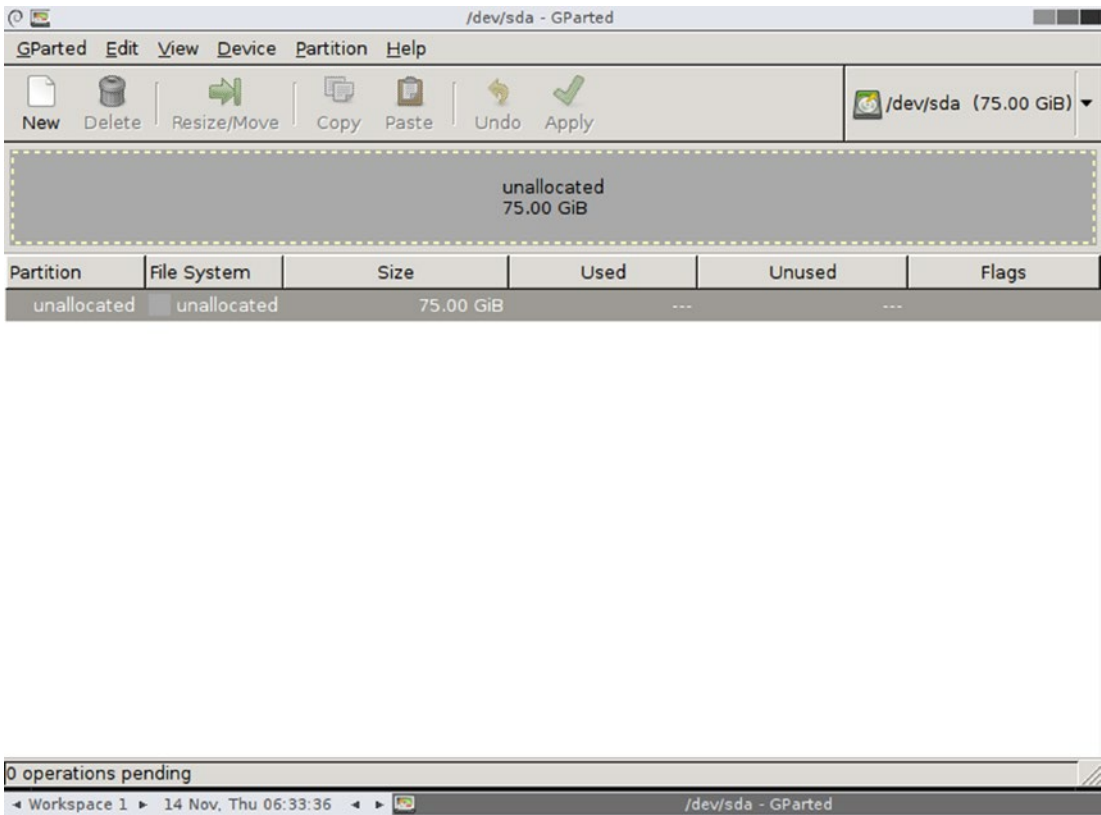 /dev/sda - GParted
GParted Edit View Device Partition Help
New Delete Resize/Move Copy Paste Undo Apply /dev/sda (75.00 GiB)
unallocated
75.00 GiB
Partition File System Size Used Unused Flags
unallocated unallocated 75.00 GiB --- ---
0 operations pending
Workspace 1 14 Nov, Thu 06:33:36 /dev/sda - GParted